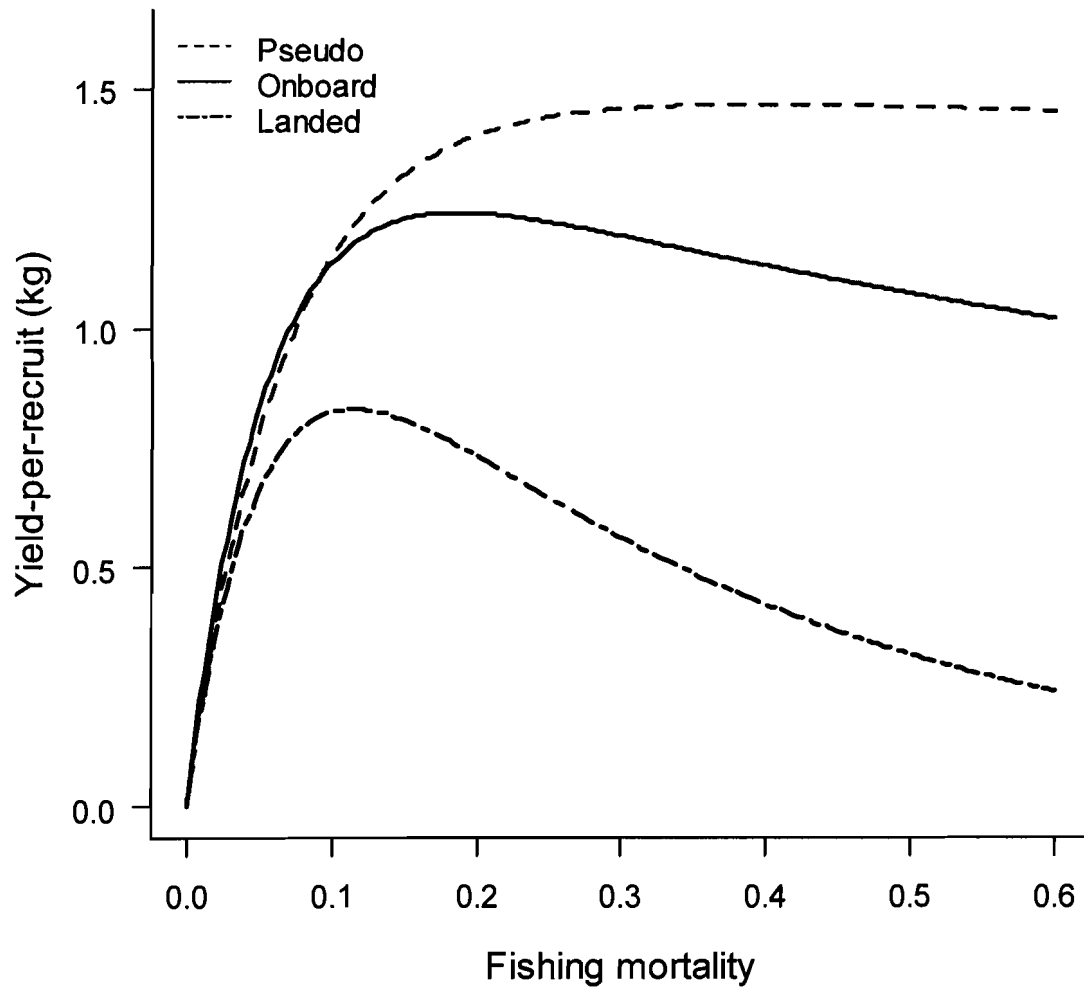 Pseudo
Onboard
Landed
1.5
1.0
0.5
0.0
Yield-per-recruit (kg)
0.0 0.1 0.2 0.3 0.4 0.5 0.6
Fishing mortality